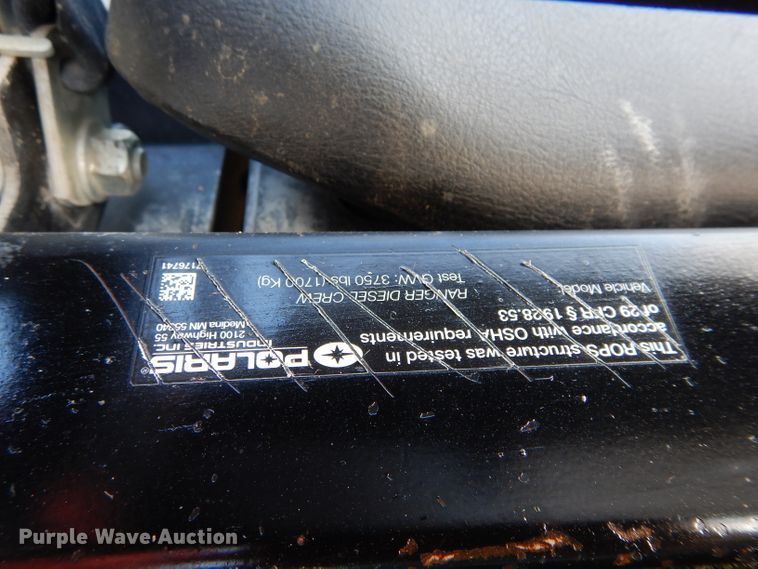 POLARIS®
INDUSTRIES INC.
2100 Highway 55
Medina MN 55340
7176741
This ROPS structure was tested in
accordance with OSHA requirements
of 29 CFR § 1928.53
Vehicle Model:
RANGER DIESEL CREW
Test GVW: 3750 lbs (1700 Kg)
Purple Wave Auction